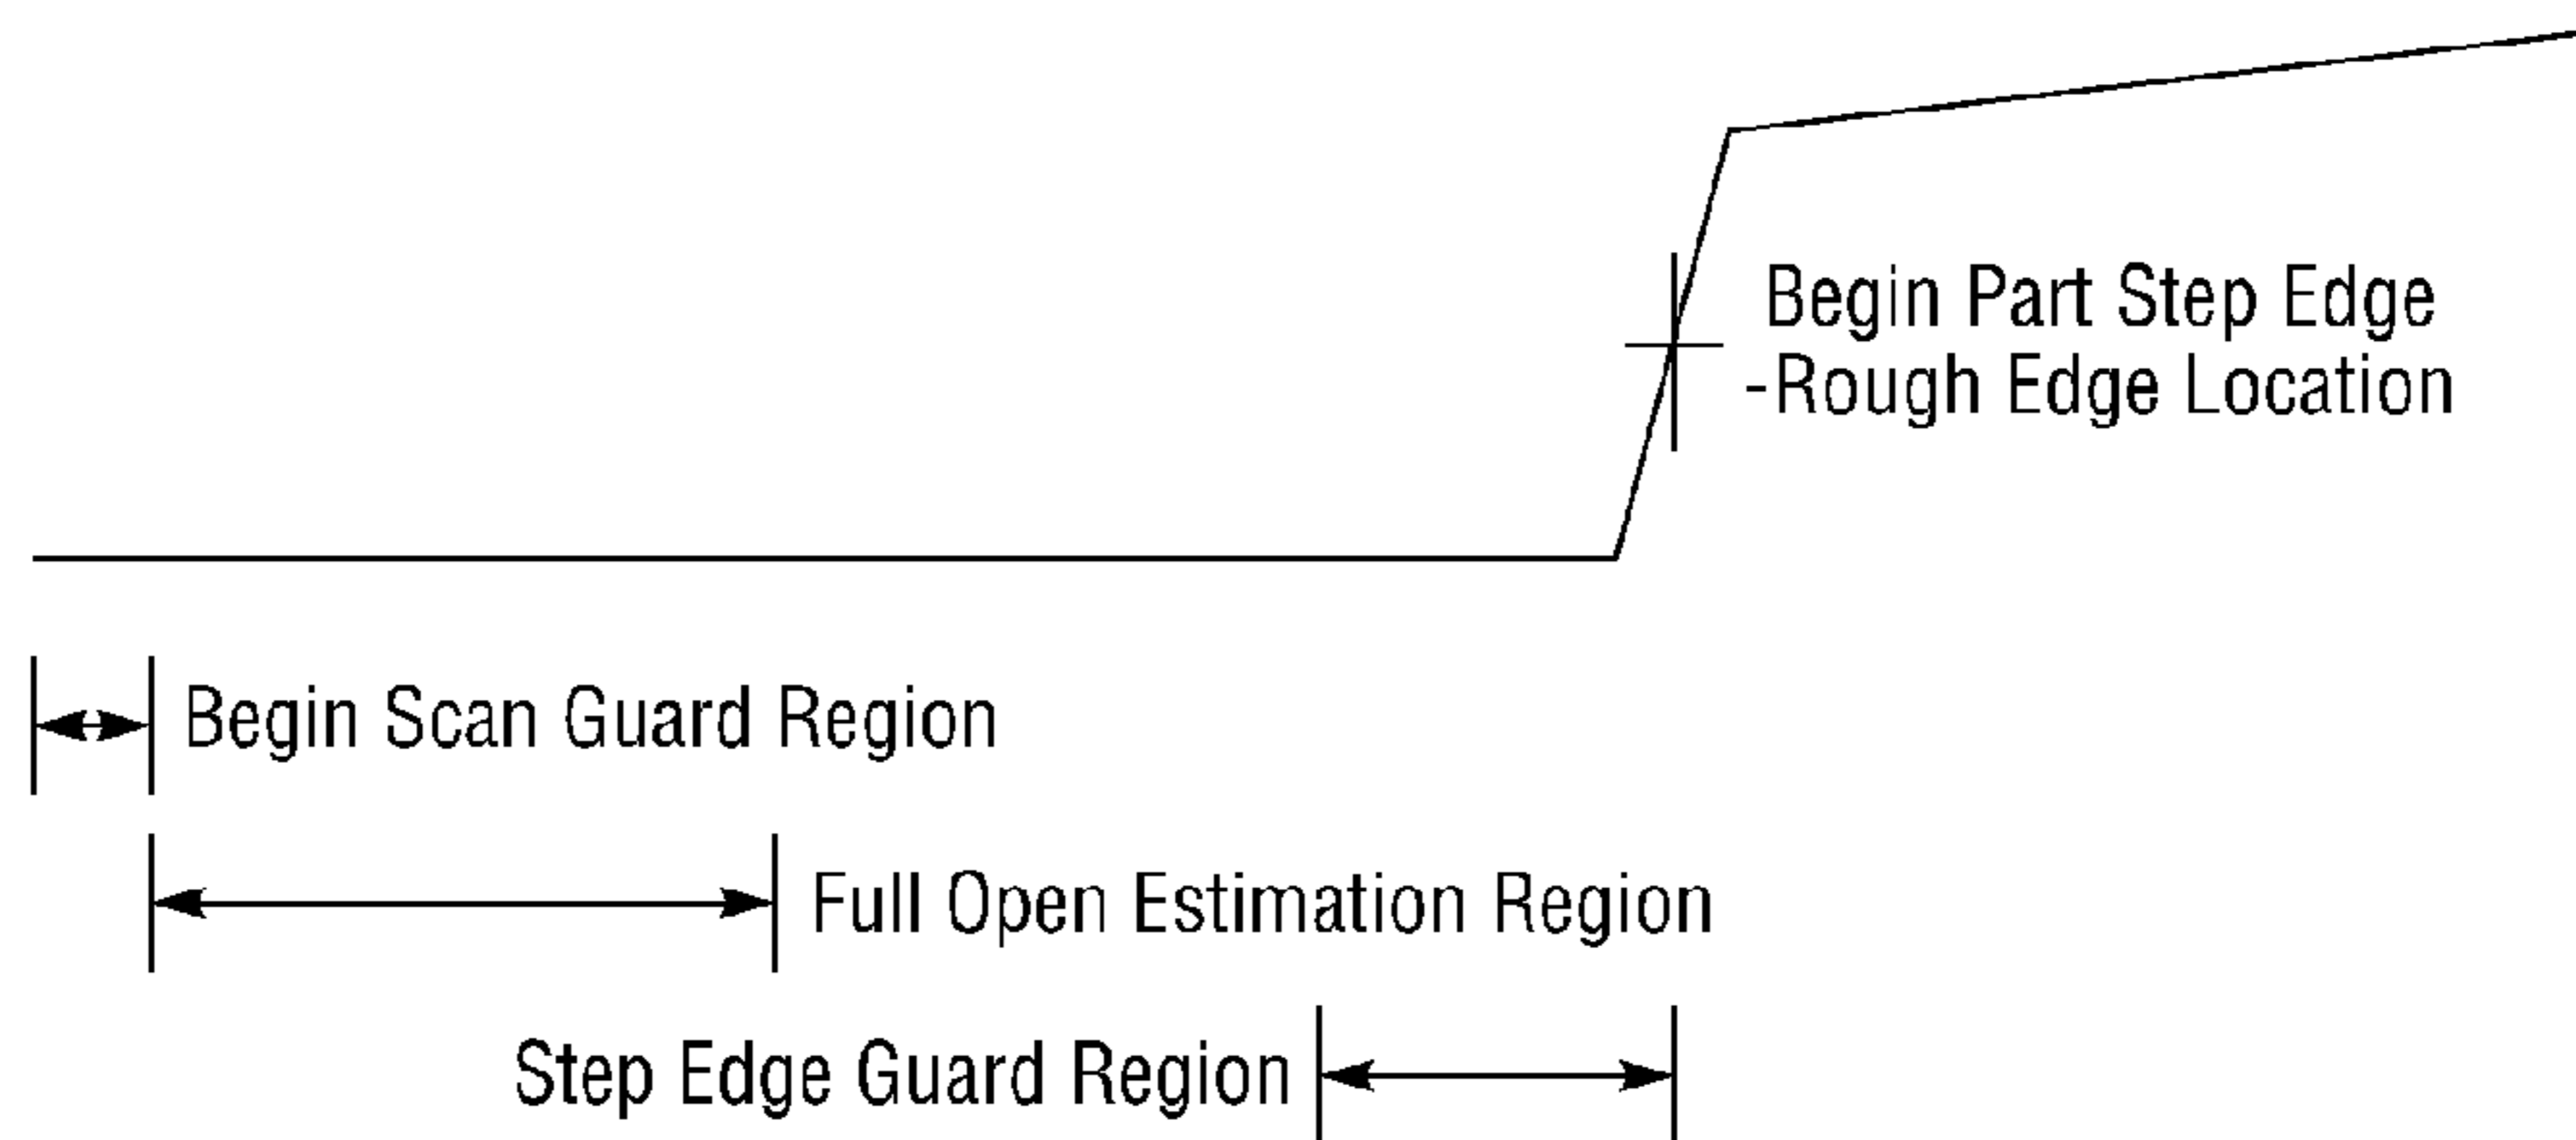 Begin Part Step Edge
-Rough Edge Location
Begin Scan Guard Region
Full Open Estimation Region
Step Edge Guard Region